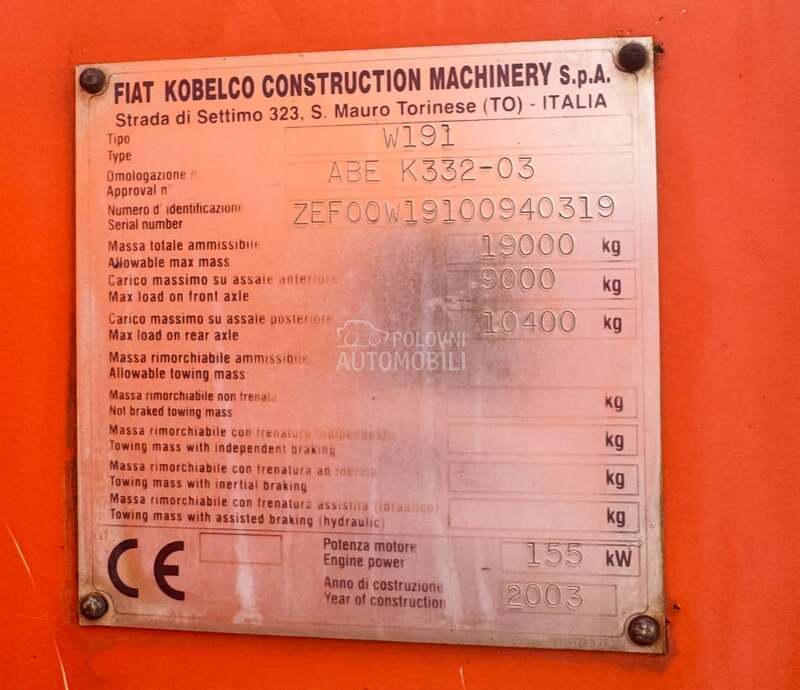 FIAT KOBELCO CONSTRUCTION MACHINERY S.p.A.
Strada di Settimo 323, S. Mauro Torinese (TO) - ITALIA
Tipo
Type
W191
Omologazione n
Approval n°
ABE K332-03
Numero d' identificazione
Serial number
ZEF00W19100940319
Massa totale ammissibile
Allowable max mass
19000 kg
Carico massimo su assale anteriore
Max load on front axle
9000 kg
Carico massimo su assale posteriore
Max load on rear axle
10400 kg
POLOVNI
AUTOMOBILI
Massa rimorchiabile ammissibile
Allowable towing mass
Massa rimorchiabile non frenata
Not braked towing mass
kg
Massa rimorchiabile con frenatura indipendente
Towing mass with independent braking
kg
Massa rimorchiabile con frenatura ad inerzia
Towing mass with inertial braking
kg
Massa rimorchiabile con frenatura assistita (idraulico)
Towing mass with assisted braking (hydraulic)
kg
CE
Potenza motore
Engine power
155 kW
Anno di costruzione
Year of construction
2003